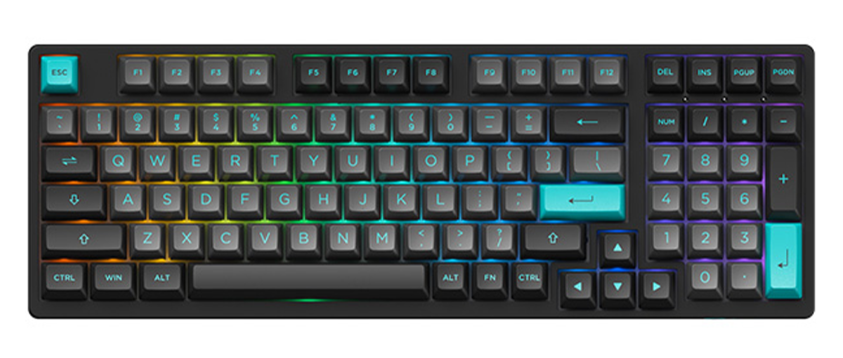 ESC F1 F2 F3 F4 F5 F6 F7 F8 F9 F10 F11 F12 DEL INS PGUP PGDN
~ ` ! 1 @ 2 # 3 $ 4 % 5 ^ 6 & 7 * 8 ( 9 ) 0 — - + = ← NUM / * −
Q W E R T Y U I O P { [ } ] | \ 7 8 9 +
A S D F G H J K L : ; " ' 4 5 6
⇧ Z X C V B N M < , > . ? / ⇧ ▲ 1 2 3
CTRL WIN ALT ALT FN CTRL ◀ ▼ ▶ 0 .